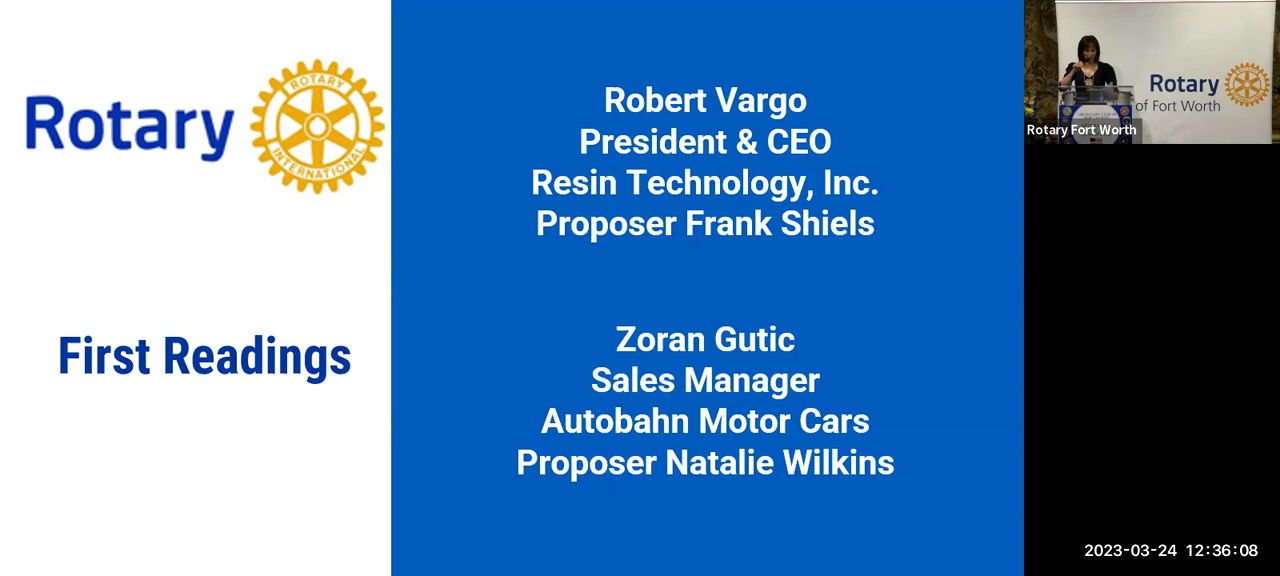 Rotary
ROTARY
INTERNATIONAL
First Readings
Robert Vargo
President & CEO
Resin Technology, Inc.
Proposer Frank Shiels
Zoran Gutic
Sales Manager
Autobahn Motor Cars
Proposer Natalie Wilkins
Rotary
of Fort Worth
Rotary Fort Worth
2023-03-24 12:36:08